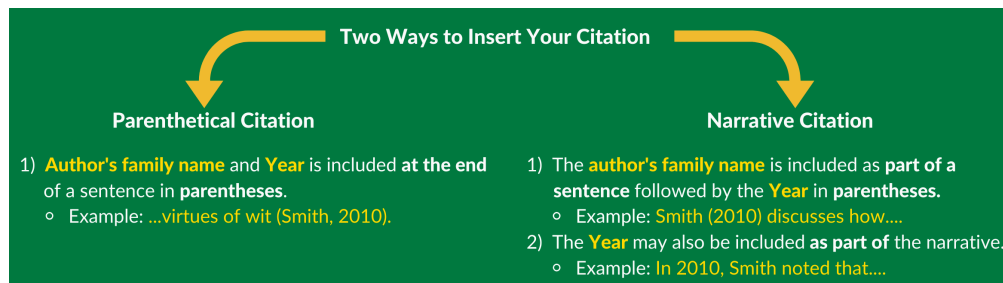 Two Ways to Insert Your Citation
Parenthetical Citation
1) Author's family name and Year is included at the end
of a sentence in parentheses.
○ Example: ...virtues of wit (Smith, 2010).
Narrative Citation
1) The author's family name is included as part of a
sentence followed by the Year in parentheses.
○ Example: Smith (2010) discusses how....
2) The Year may also be included as part of the narrative.
○ Example: In 2010, Smith noted that....